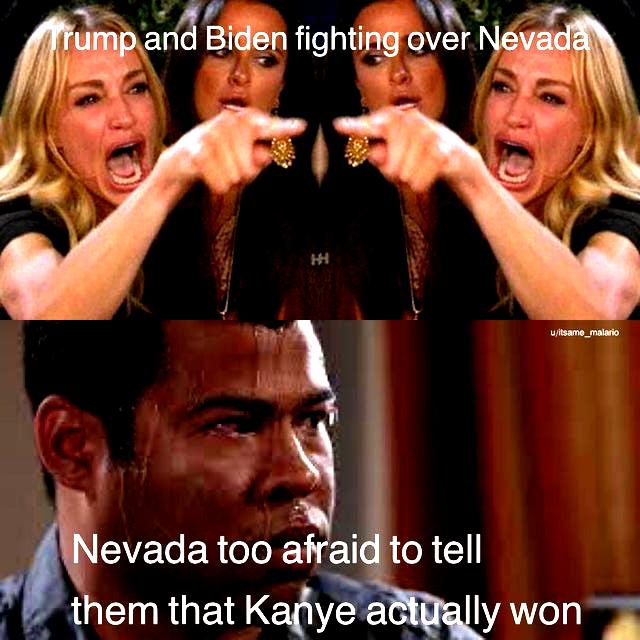 Trump and Biden fighting over Nevada
u/itsame_malario
Nevada too afraid to tell
them that Kanye actually won